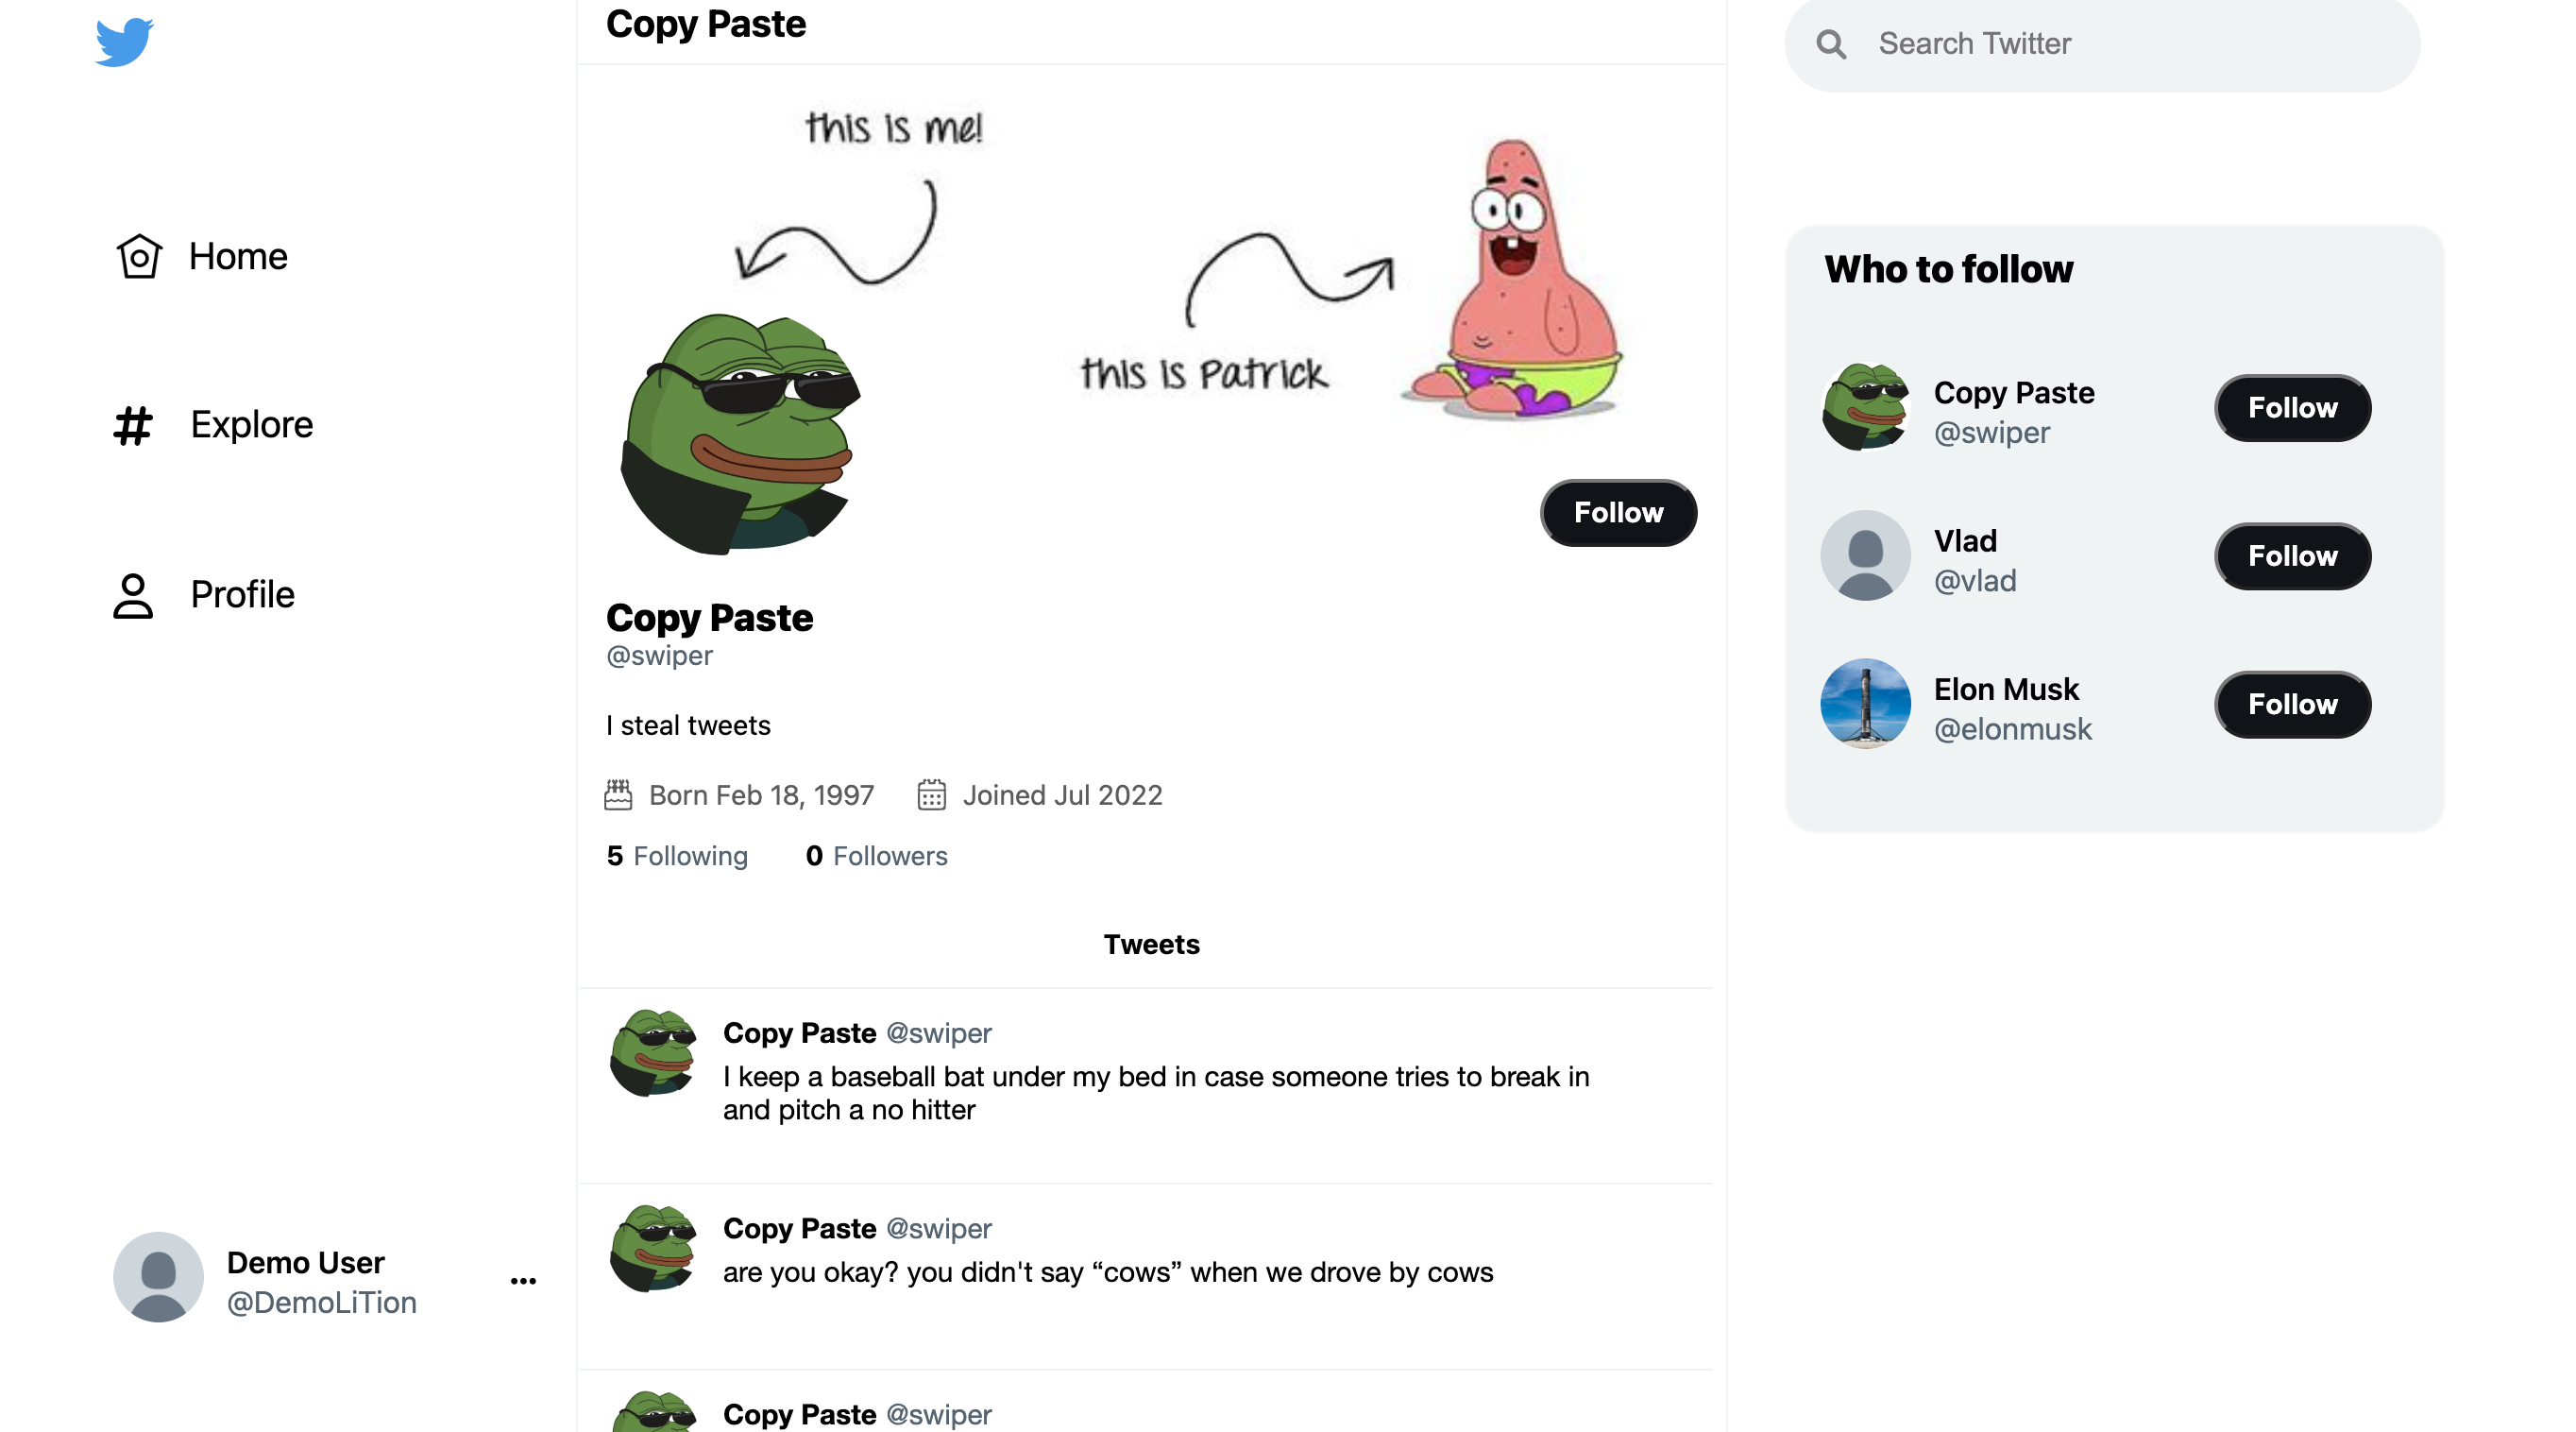 Home
Explore
Profile
Demo User
@DemoLiTion
Copy Paste
this is me!
this is Patrick
Follow
Copy Paste
@swiper
I steal tweets
Born Feb 18, 1997 Joined Jul 2022
5 Following 0 Followers
Tweets
Copy Paste @swiper
I keep a baseball bat under my bed in case someone tries to break in
and pitch a no hitter
Copy Paste @swiper
are you okay? you didn't say “cows” when we drove by cows
Copy Paste @swiper
Search Twitter
Who to follow
Copy Paste
@swiper
Follow
Vlad
@vlad
Follow
Elon Musk
@elonmusk
Follow